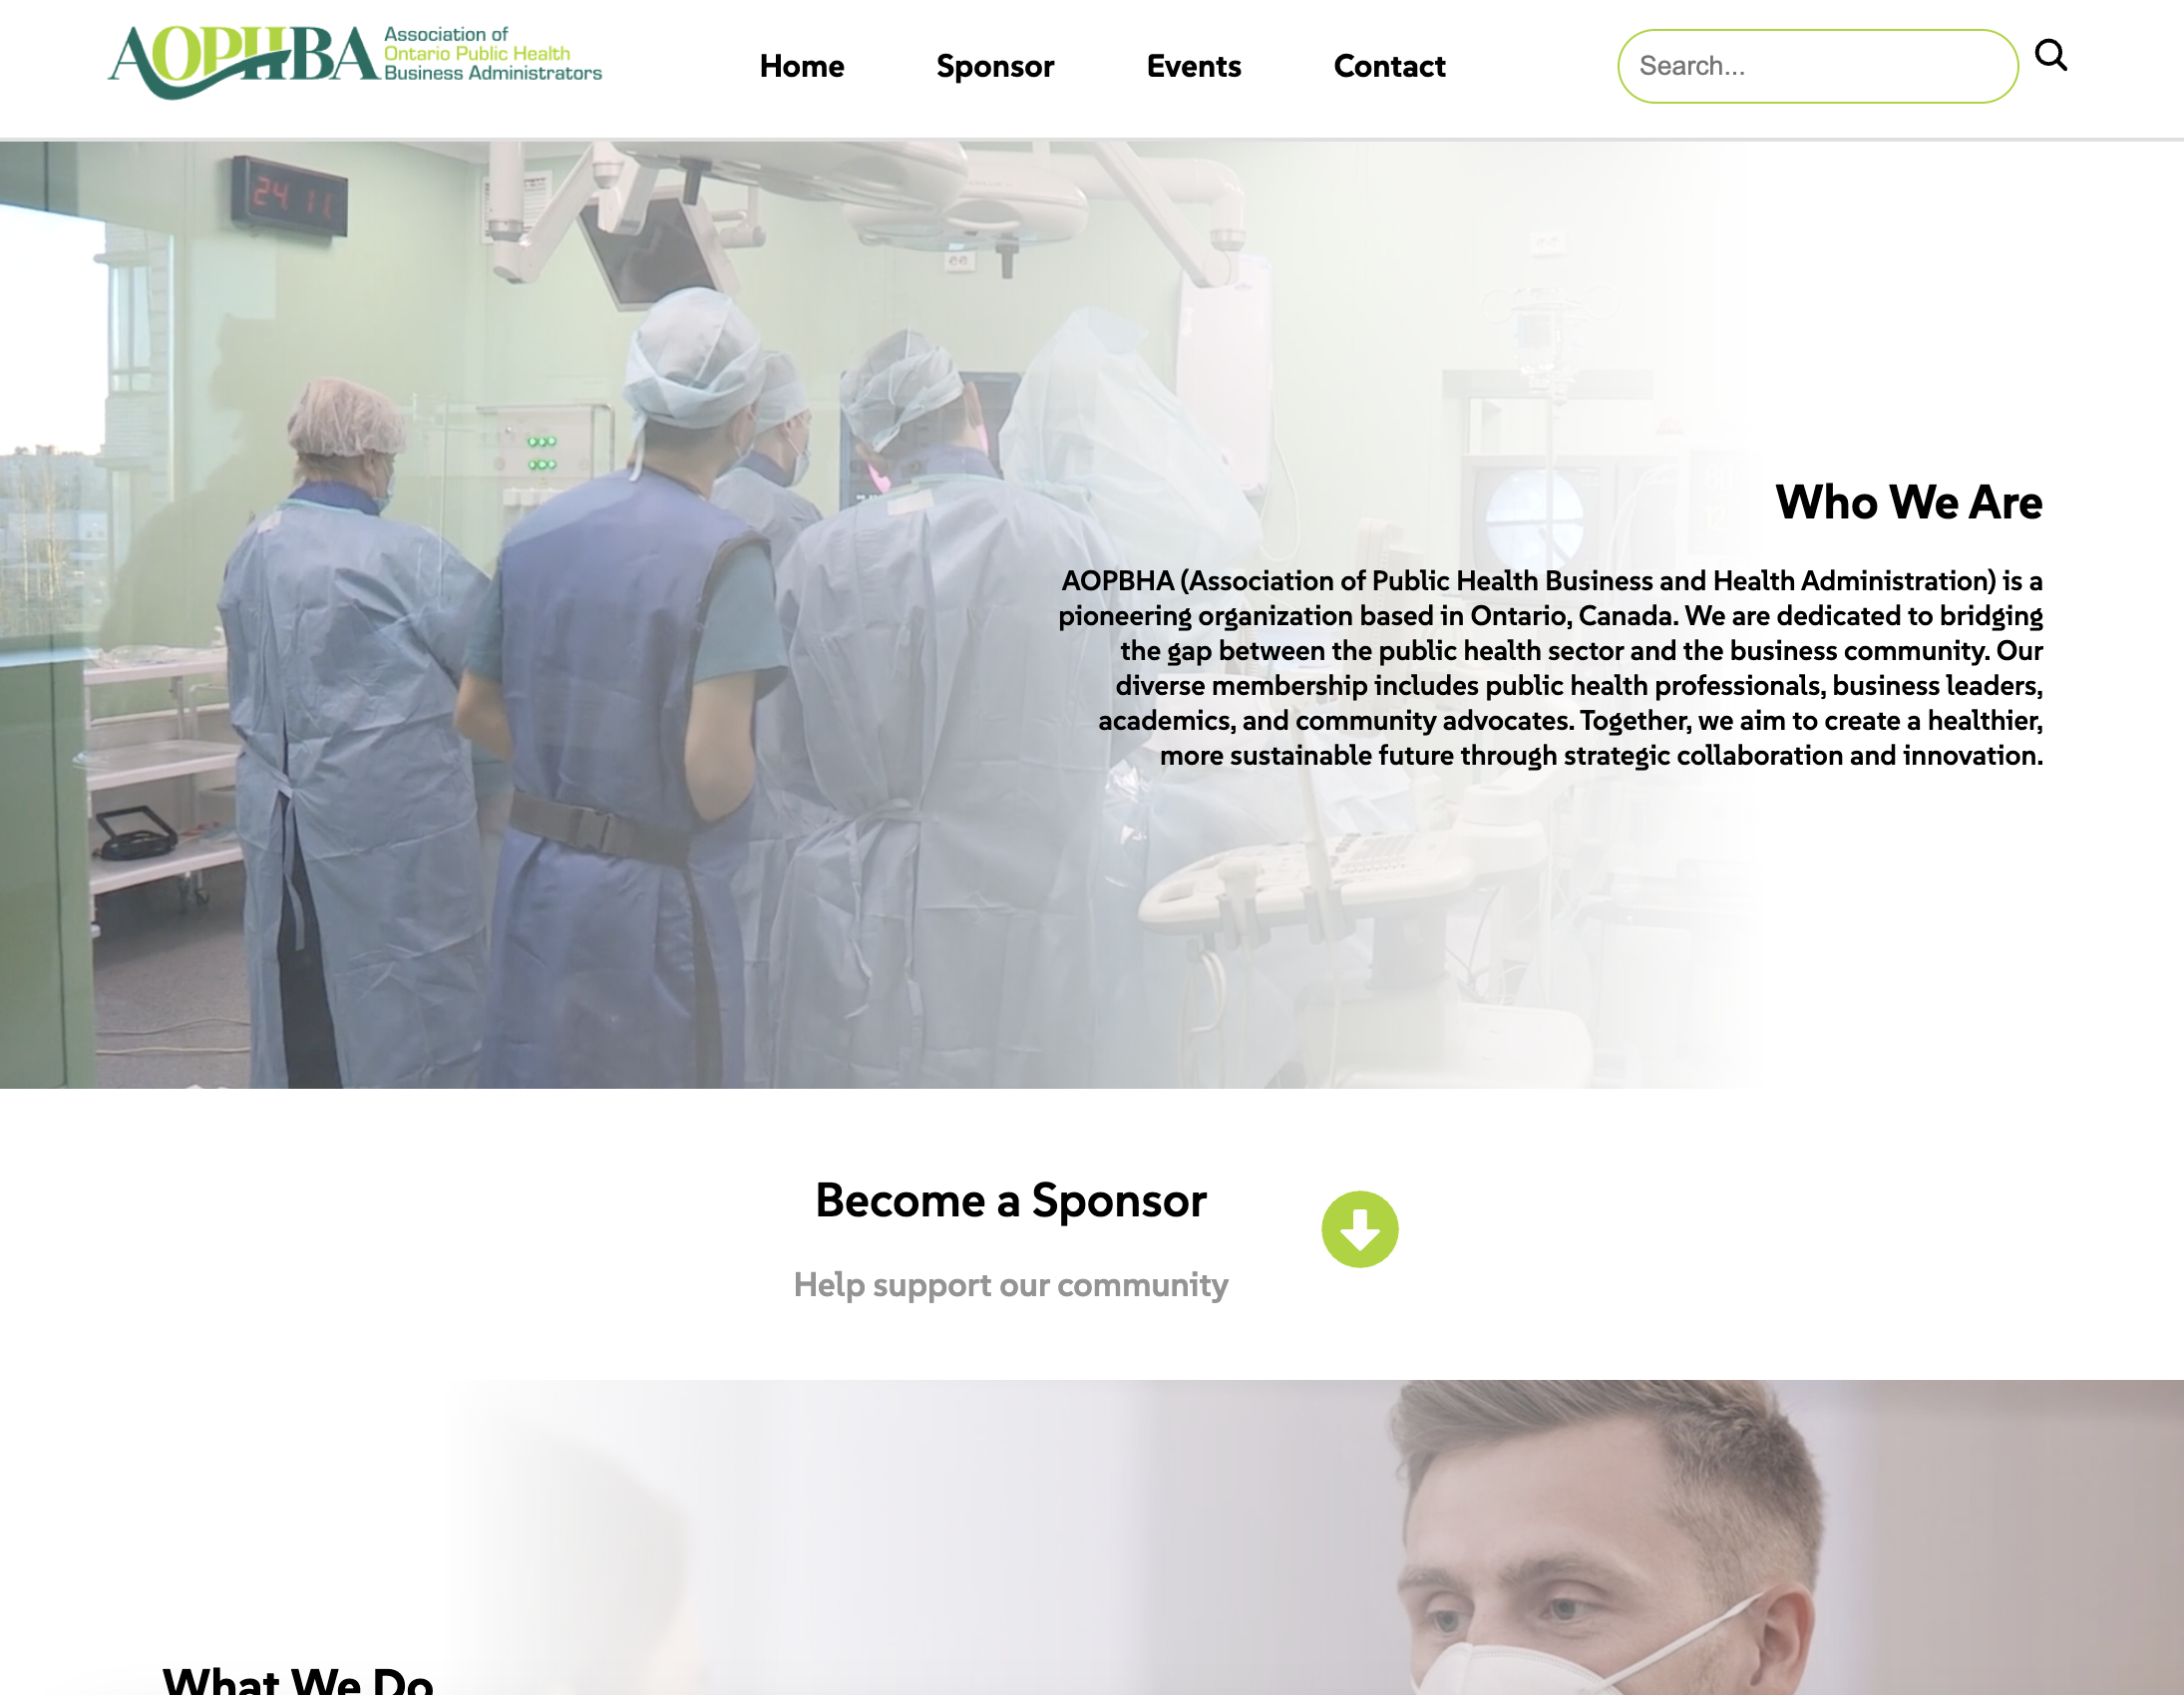 AOPHBA
Association of
Ontario Public Health
Business Administrators
Home
Sponsor
Events
Contact
Search...
24 11
Who We Are
AOPBHA (Association of Public Health Business and Health Administration) is a
pioneering organization based in Ontario, Canada. We are dedicated to bridging
the gap between the public health sector and the business community. Our
diverse membership includes public health professionals, business leaders,
academics, and community advocates. Together, we aim to create a healthier,
more sustainable future through strategic collaboration and innovation.
Become a Sponsor
Help support our community
What We Do